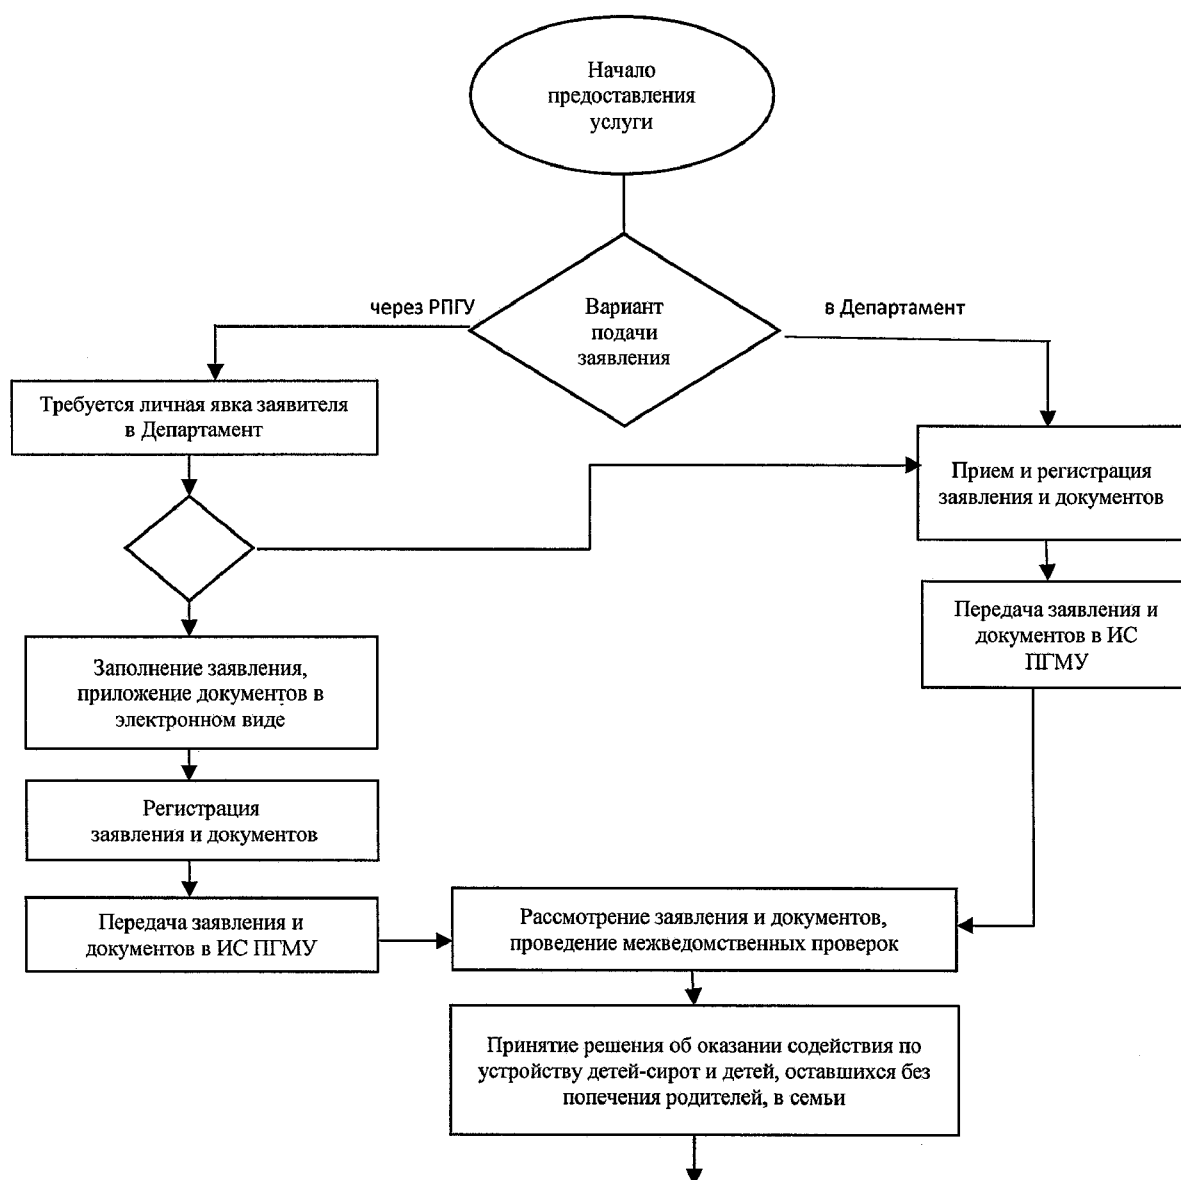 Начало
предоставления
услуги
через РПГУ
Вариант
подачи
заявления
в Департамент
Требуется личная явка заявителя
в Департамент
Прием и регистрация
заявления и документов
Передача заявления и
документов в ИС
ПГМУ
Заполнение заявления,
приложение документов в
электронном виде
Регистрация
заявления и документов
Передача заявления и
документов в ИС ПГМУ
Рассмотрение заявления и документов,
проведение межведомственных проверок
Принятие решения об оказании содействия по
устройству детей-сирот и детей, оставшихся без
попечения родителей, в семьи